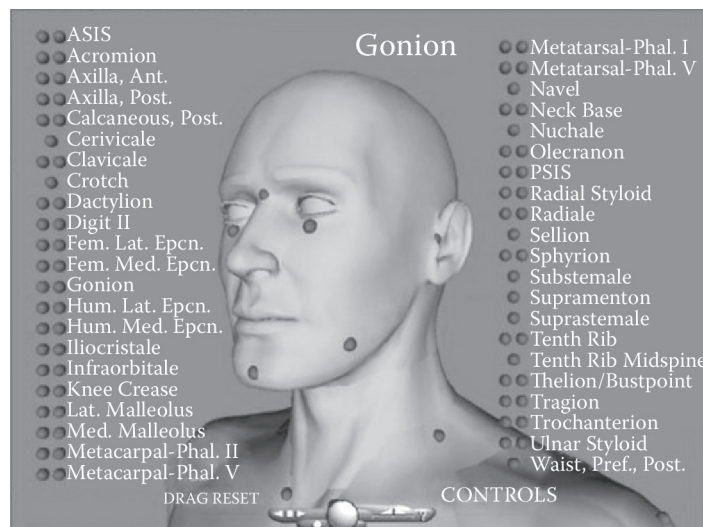 Gonion
ASIS
Acromion
Axilla, Ant.
Axilla, Post.
Calcaneous, Post.
Cerivicale
Clavicale
Crotch
Dactylion
Digit II
Fem. Lat. Epcn.
Fem. Med. Epcn.
Gonion
Hum. Lat. Epcn.
Hum. Med. Epcn.
Iliocristale
Infraorbitale
Knee Crease
Lat. Malleolus
Med. Malleolus
Metacarpal-Phal. II
Metacarpal-Phal. V
Metatarsal-Phal. I
Metatarsal-Phal. V
Navel
Neck Base
Nuchale
Olecranon
PSIS
Radial Styloid
Radiale
Sellion
Sphyrion
Substemale
Supramenton
Suprastemale
Tenth Rib
Tenth Rib Midspine
Thelion/Bustpoint
Tragion
Trochanterion
Ulnar Styloid
Waist, Pref., Post.
DRAG RESET
CONTROLS